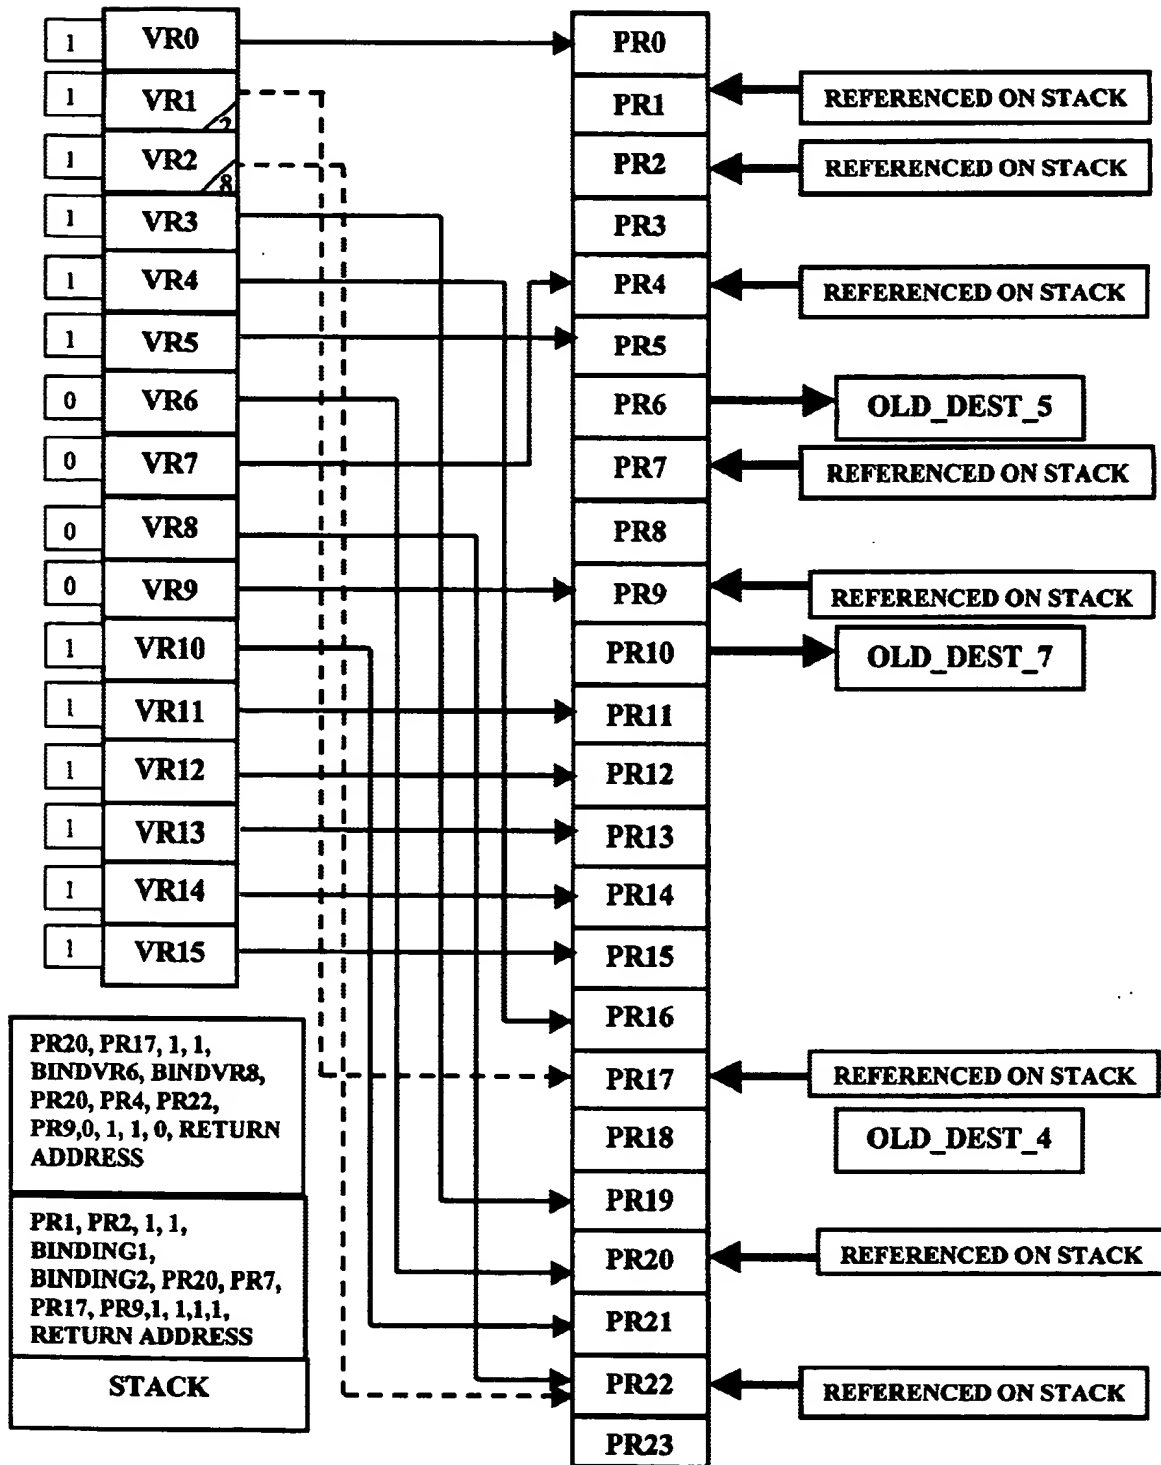 1 VR0
1 VR1 2
1 VR2 8
1 VR3
1 VR4
1 VR5
0 VR6
0 VR7
0 VR8
0 VR9
1 VR10
1 VR11
1 VR12
1 VR13
1 VR14
1 VR15
PR20, PR17, 1, 1,
BINDVR6, BINDVR8,
PR20, PR4, PR22,
PR9,0, 1, 1, 0, RETURN
ADDRESS
PR1, PR2, 1, 1,
BINDING1,
BINDING2, PR20, PR7,
PR17, PR9,1, 1,1,1,
RETURN ADDRESS
STACK
PR0
PR1
PR2
PR3
PR4
PR5
PR6
PR7
PR8
PR9
PR10
PR11
PR12
PR13
PR14
PR15
PR16
PR17
PR18
PR19
PR20
PR21
PR22
PR23
REFERENCED ON STACK
REFERENCED ON STACK
REFERENCED ON STACK
OLD_DEST_5
REFERENCED ON STACK
REFERENCED ON STACK
OLD_DEST_7
REFERENCED ON STACK
OLD_DEST_4
REFERENCED ON STACK
REFERENCED ON STACK